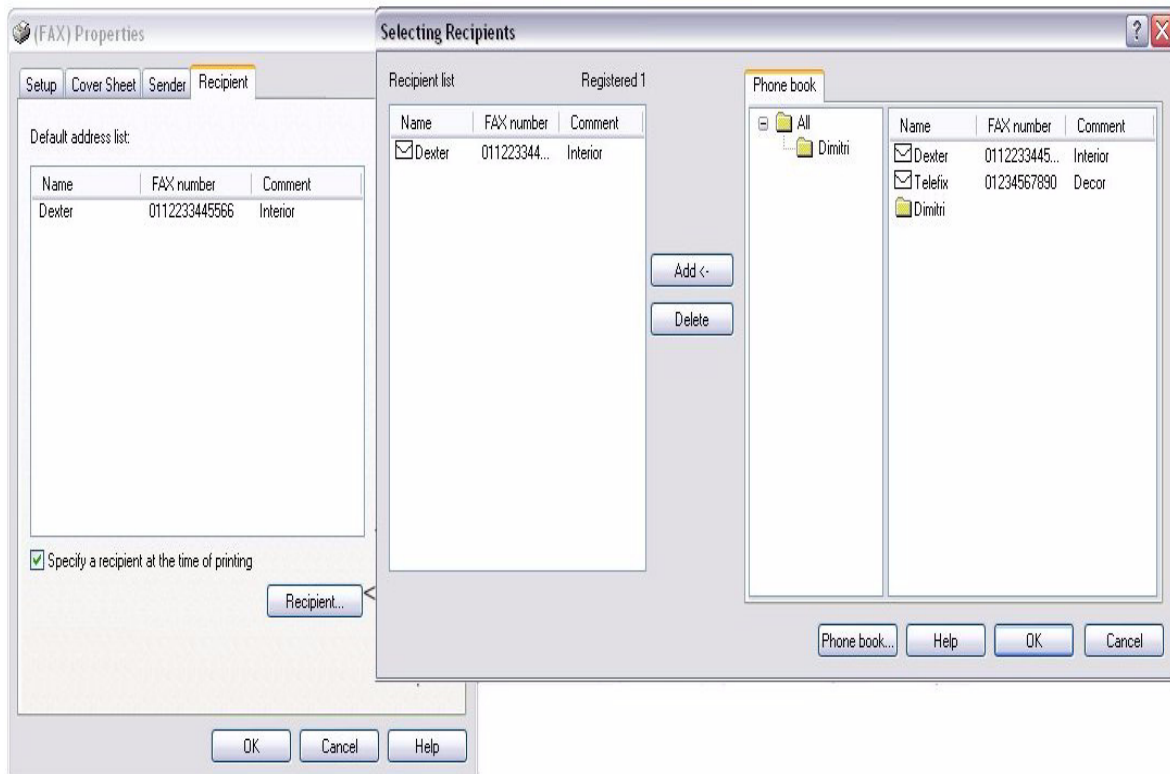 (FAX) Properties
Setup Cover Sheet Sender Recipient
Default address list:
Name FAX number Comment
Dexter 0112233445566 Interior
Specify a recipient at the time of printing
Recipient...
<
OK Cancel Help
Selecting Recipients
Recipient list Registered 1
Name FAX number Comment
Dexter 011223344... Interior
Add <-
Delete
Phone book
All
Dimitri
Name FAX number Comment
Dexter 0112233445... Interior
Telefix 01234567890 Decor
Dimitri
Phone book... Help OK Cancel